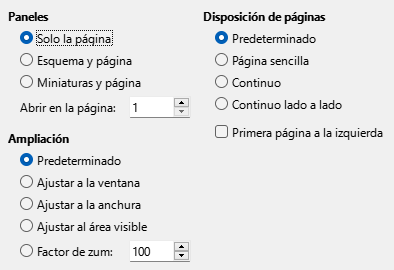 Paneles
Solo la página
Esquema y página
Miniaturas y página
Abrir en la página: 1
Ampliación
Predeterminado
Ajustar a la ventana
Ajustar a la anchura
Ajustar al área visible
Factor de zum: 100
Disposición de páginas
Predeterminado
Página sencilla
Continuo
Continuo lado a lado
Primera página a la izquierda